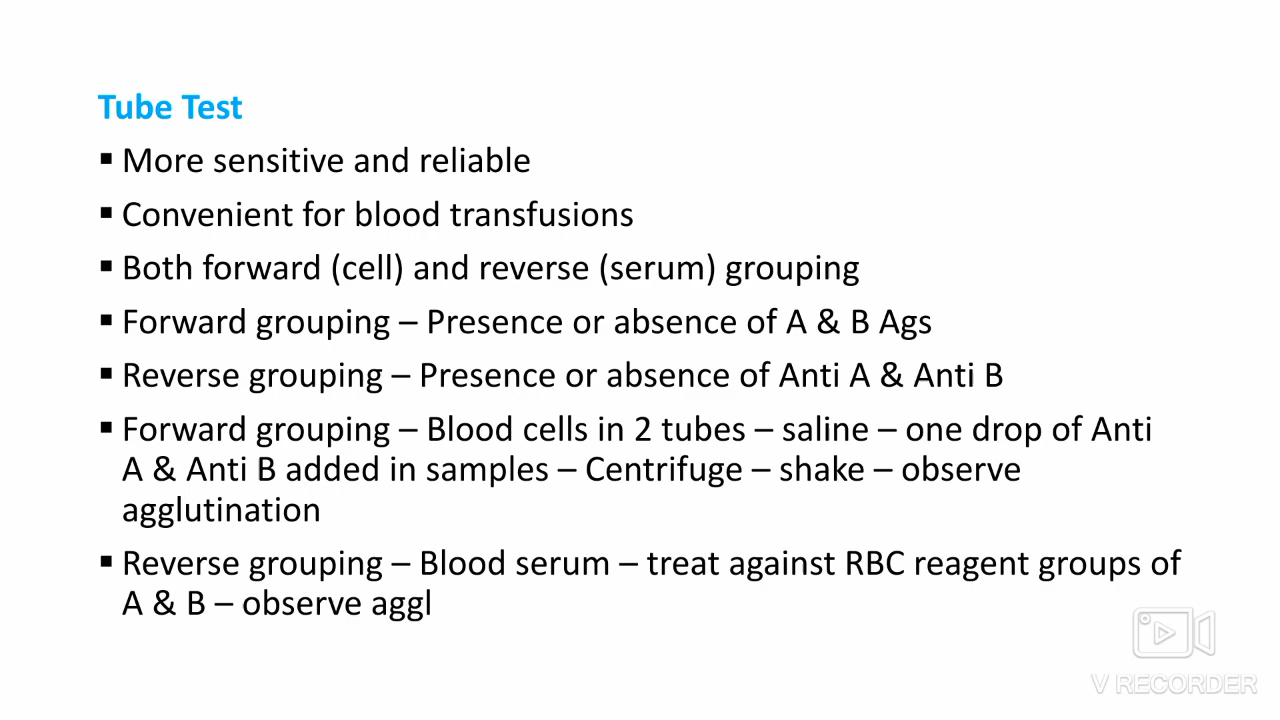 Tube Test
▪ More sensitive and reliable
▪ Convenient for blood transfusions
▪ Both forward (cell) and reverse (serum) grouping
▪ Forward grouping – Presence or absence of A & B Ags
▪ Reverse grouping – Presence or absence of Anti A & Anti B
▪ Forward grouping – Blood cells in 2 tubes – saline – one drop of Anti
A & Anti B added in samples – Centrifuge – shake – observe
agglutination
▪ Reverse grouping – Blood serum – treat against RBC reagent groups of
A & B – observe aggl
V RECORDER